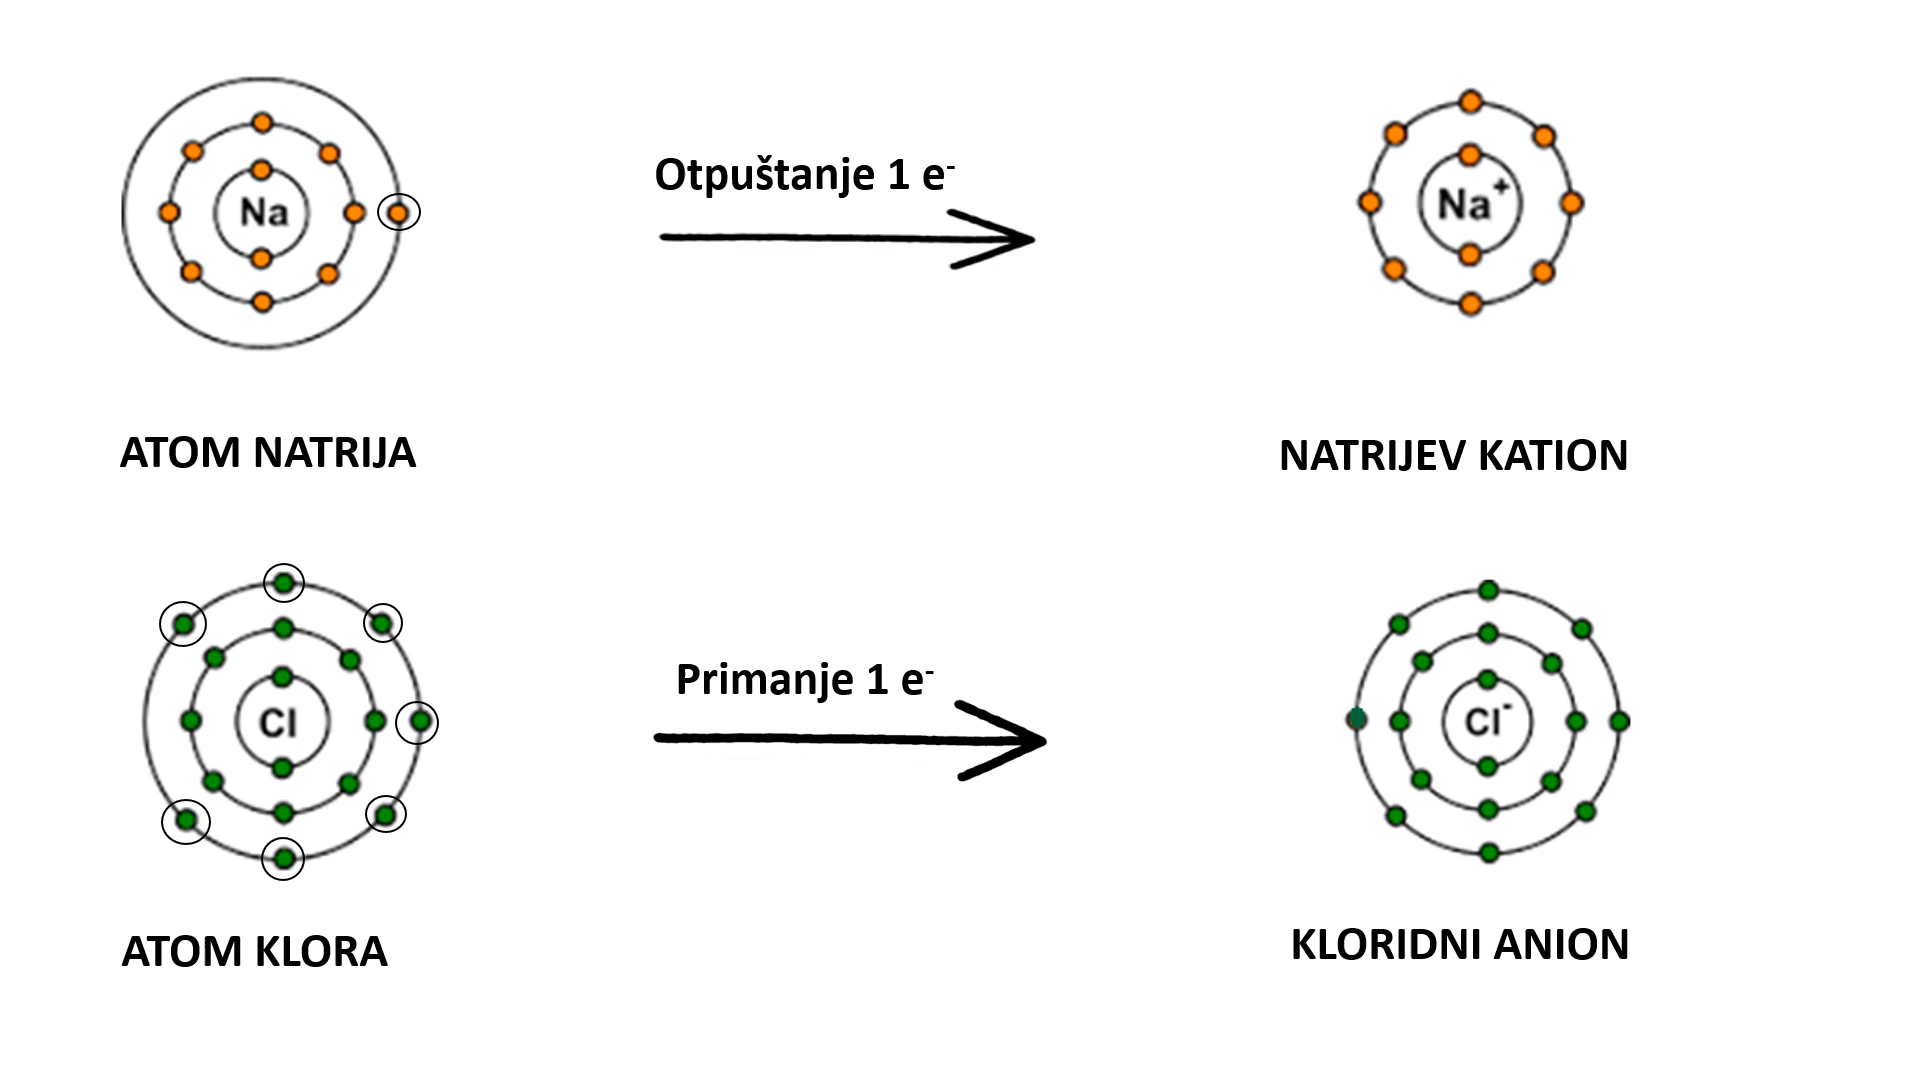 Na
Otpuštanje 1 e⁻
Na⁺
ATOM NATRIJA
NATRIJEV KATION
Cl
Primanje 1 e⁻
Cl⁻
ATOM KLORA
KLORIDNI ANION